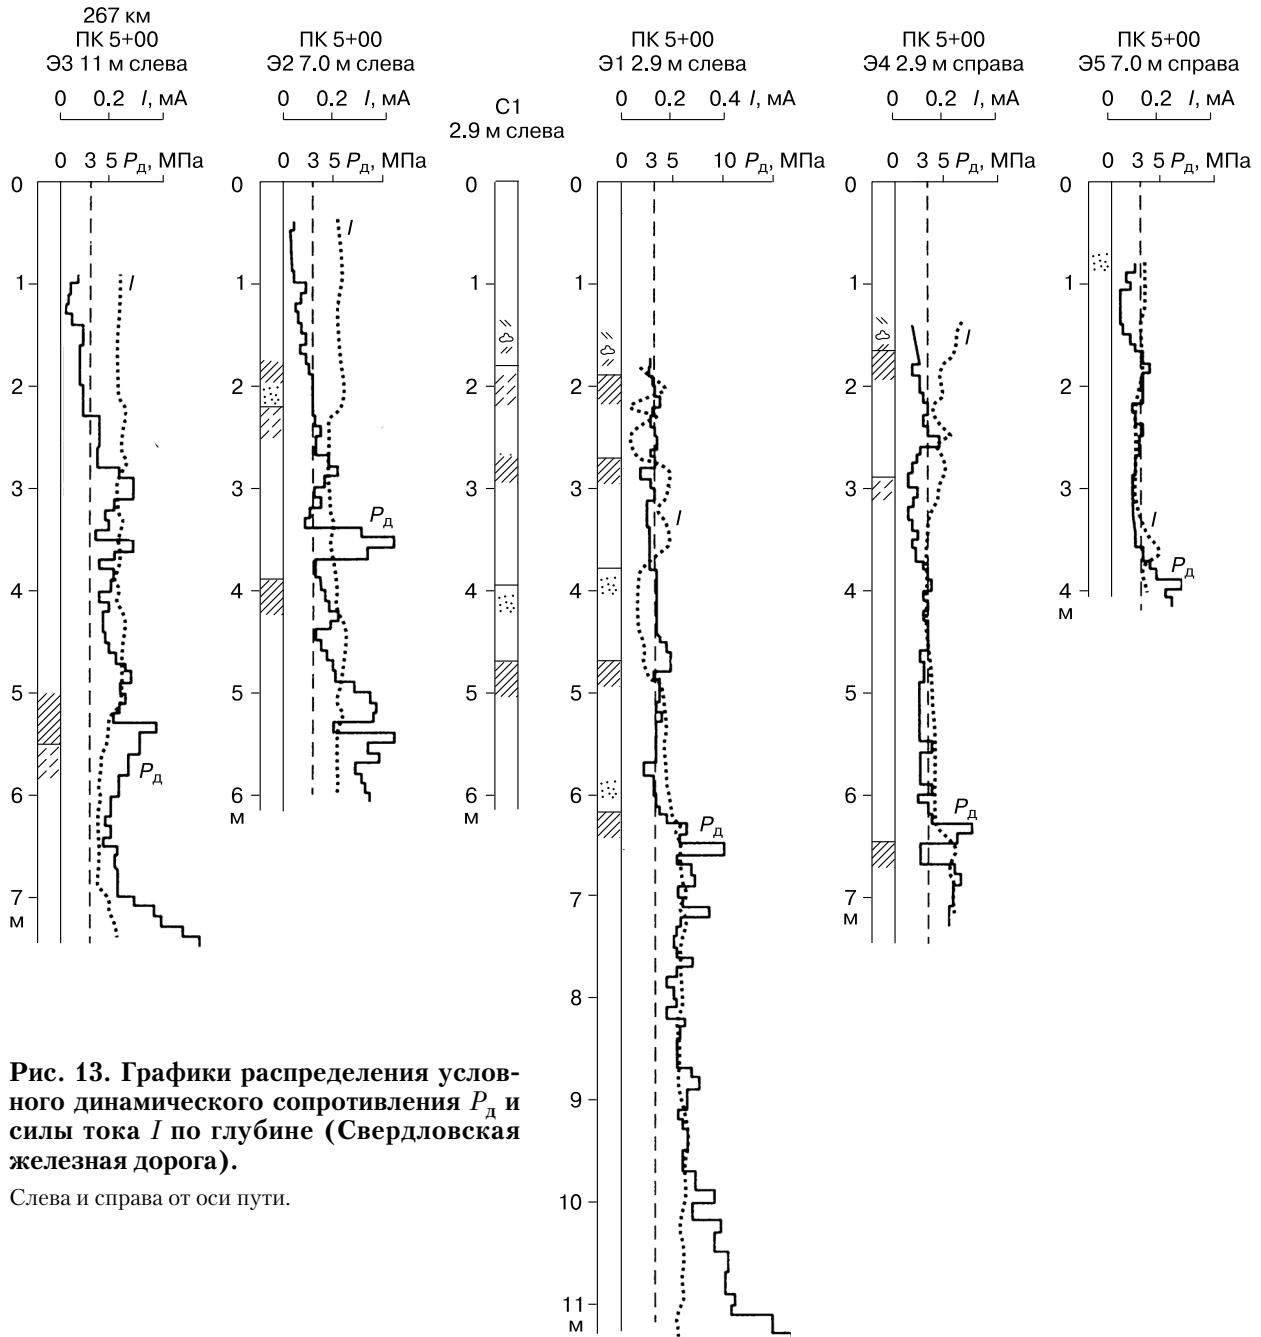 267 км
ПК 5+00
Э3 11 м слева
0 0.2 I, мА
0 3 5 Pд, МПа
0
1
2
3
4
5
6
7
м
I
Pд
ПК 5+00
Э2 7.0 м слева
0 0.2 I, мА
0 3 5 Pд, МПа
0
1
2
3
4
5
6
м
I
Pд
С1
2.9 м слева
0
1
2
3
4
5
6
м
ПК 5+00
Э1 2.9 м слева
0 0.2 0.4 I, мА
0 3 5 10 Pд, МПа
0
1
2
3
4
5
6
7
8
9
10
11
м
I
Pд
ПК 5+00
Э4 2.9 м справа
0 0.2 I, мА
0 3 5 Pд, МПа
0
1
2
3
4
5
6
7
м
I
Pд
ПК 5+00
Э5 7.0 м справа
0 0.2 I, мА
0 3 5 Pд, МПа
0
1
2
3
4
м
I
Pд
Рис. 13. Графики распределения услов-
ного динамического сопротивления Pд и
силы тока I по глубине (Свердловская
железная дорога).
Слева и справа от оси пути.